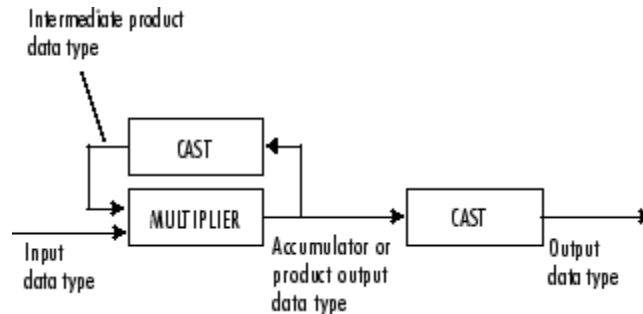 Intermediate product
data type
CAST
MULTIPLIER
CAST
Input
data type
Accumulator or
product output
data type
Output
data type